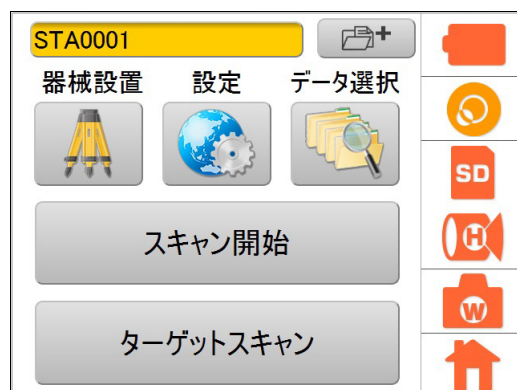 STA0001
器械設置 設定 データ選択
スキャン開始
ターゲットスキャン
SD
H
W